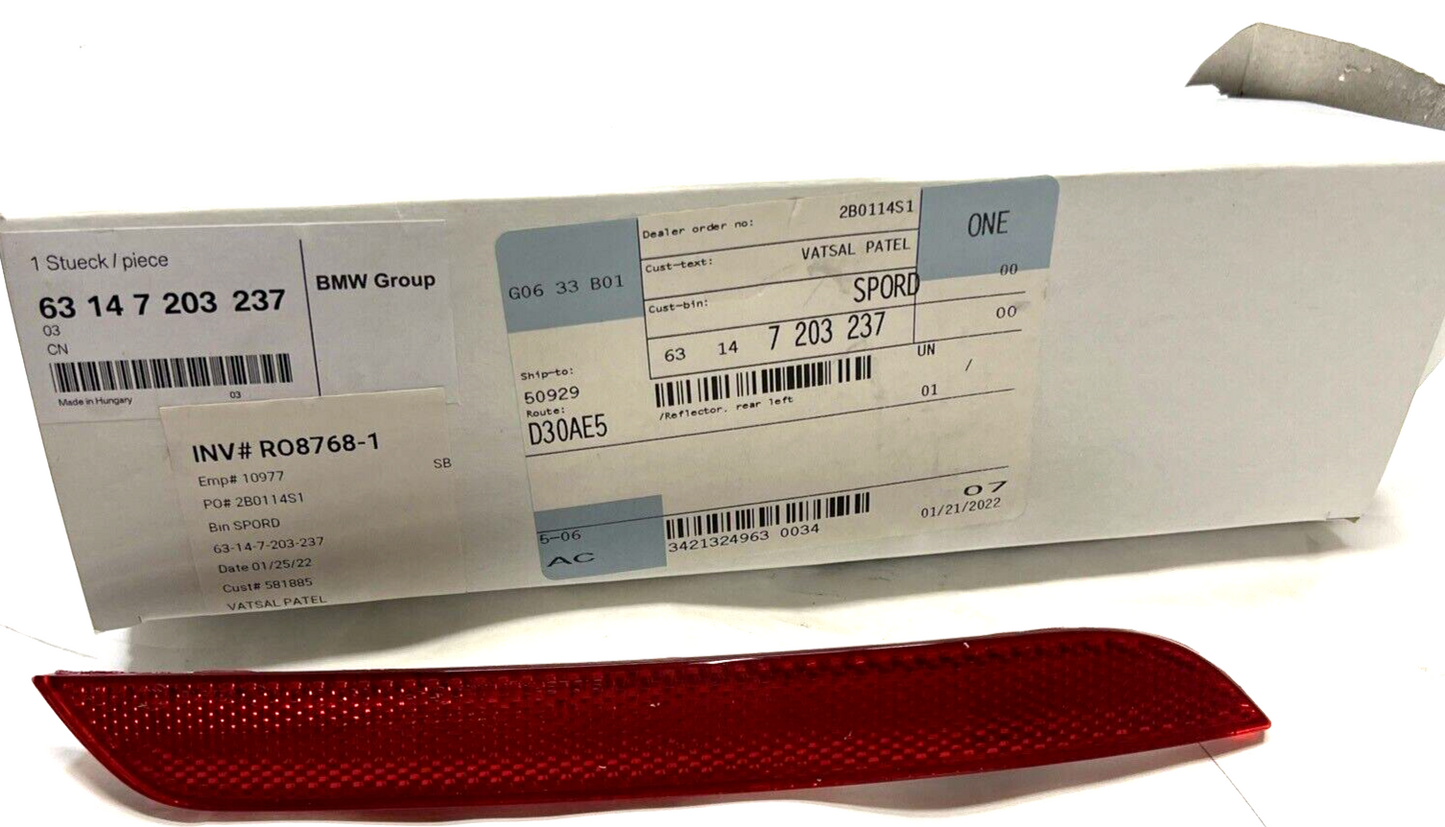 1 Stueck / piece
63 14 7 203 237
03
CN
Made in Hungary
03
BMW Group
INV# RO8768-1
Emp# 10977
SB
PO# 2B0114S1
Bin SPORD
63-14-7-203-237
Date 01/25/22
Cust# 581885
VATSAL PATEL
G06 33 B01
Dealer order no: 2B0114S1
Cust-text: VATSAL PATEL
Cust-bin: SPORD
63 14 7 203 237
ONE
00
00
Ship-to:
50929
Route:
D30AE5
/Reflector. rear left
UN
/
01
5-06
AC
3421324963 0034
07
01/21/2022